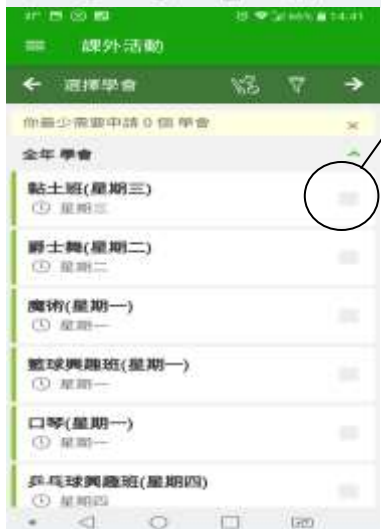 課外活動
選擇學會
你最少需要申請 0 個 學會
全年 學會
黏土班(星期三)
星期三
爵士舞(星期二)
星期二
魔術(星期一)
星期一
籃球興趣班(星期一)
星期一
口琴(星期一)
星期一
乒乓球興趣班(星期四)
星期四